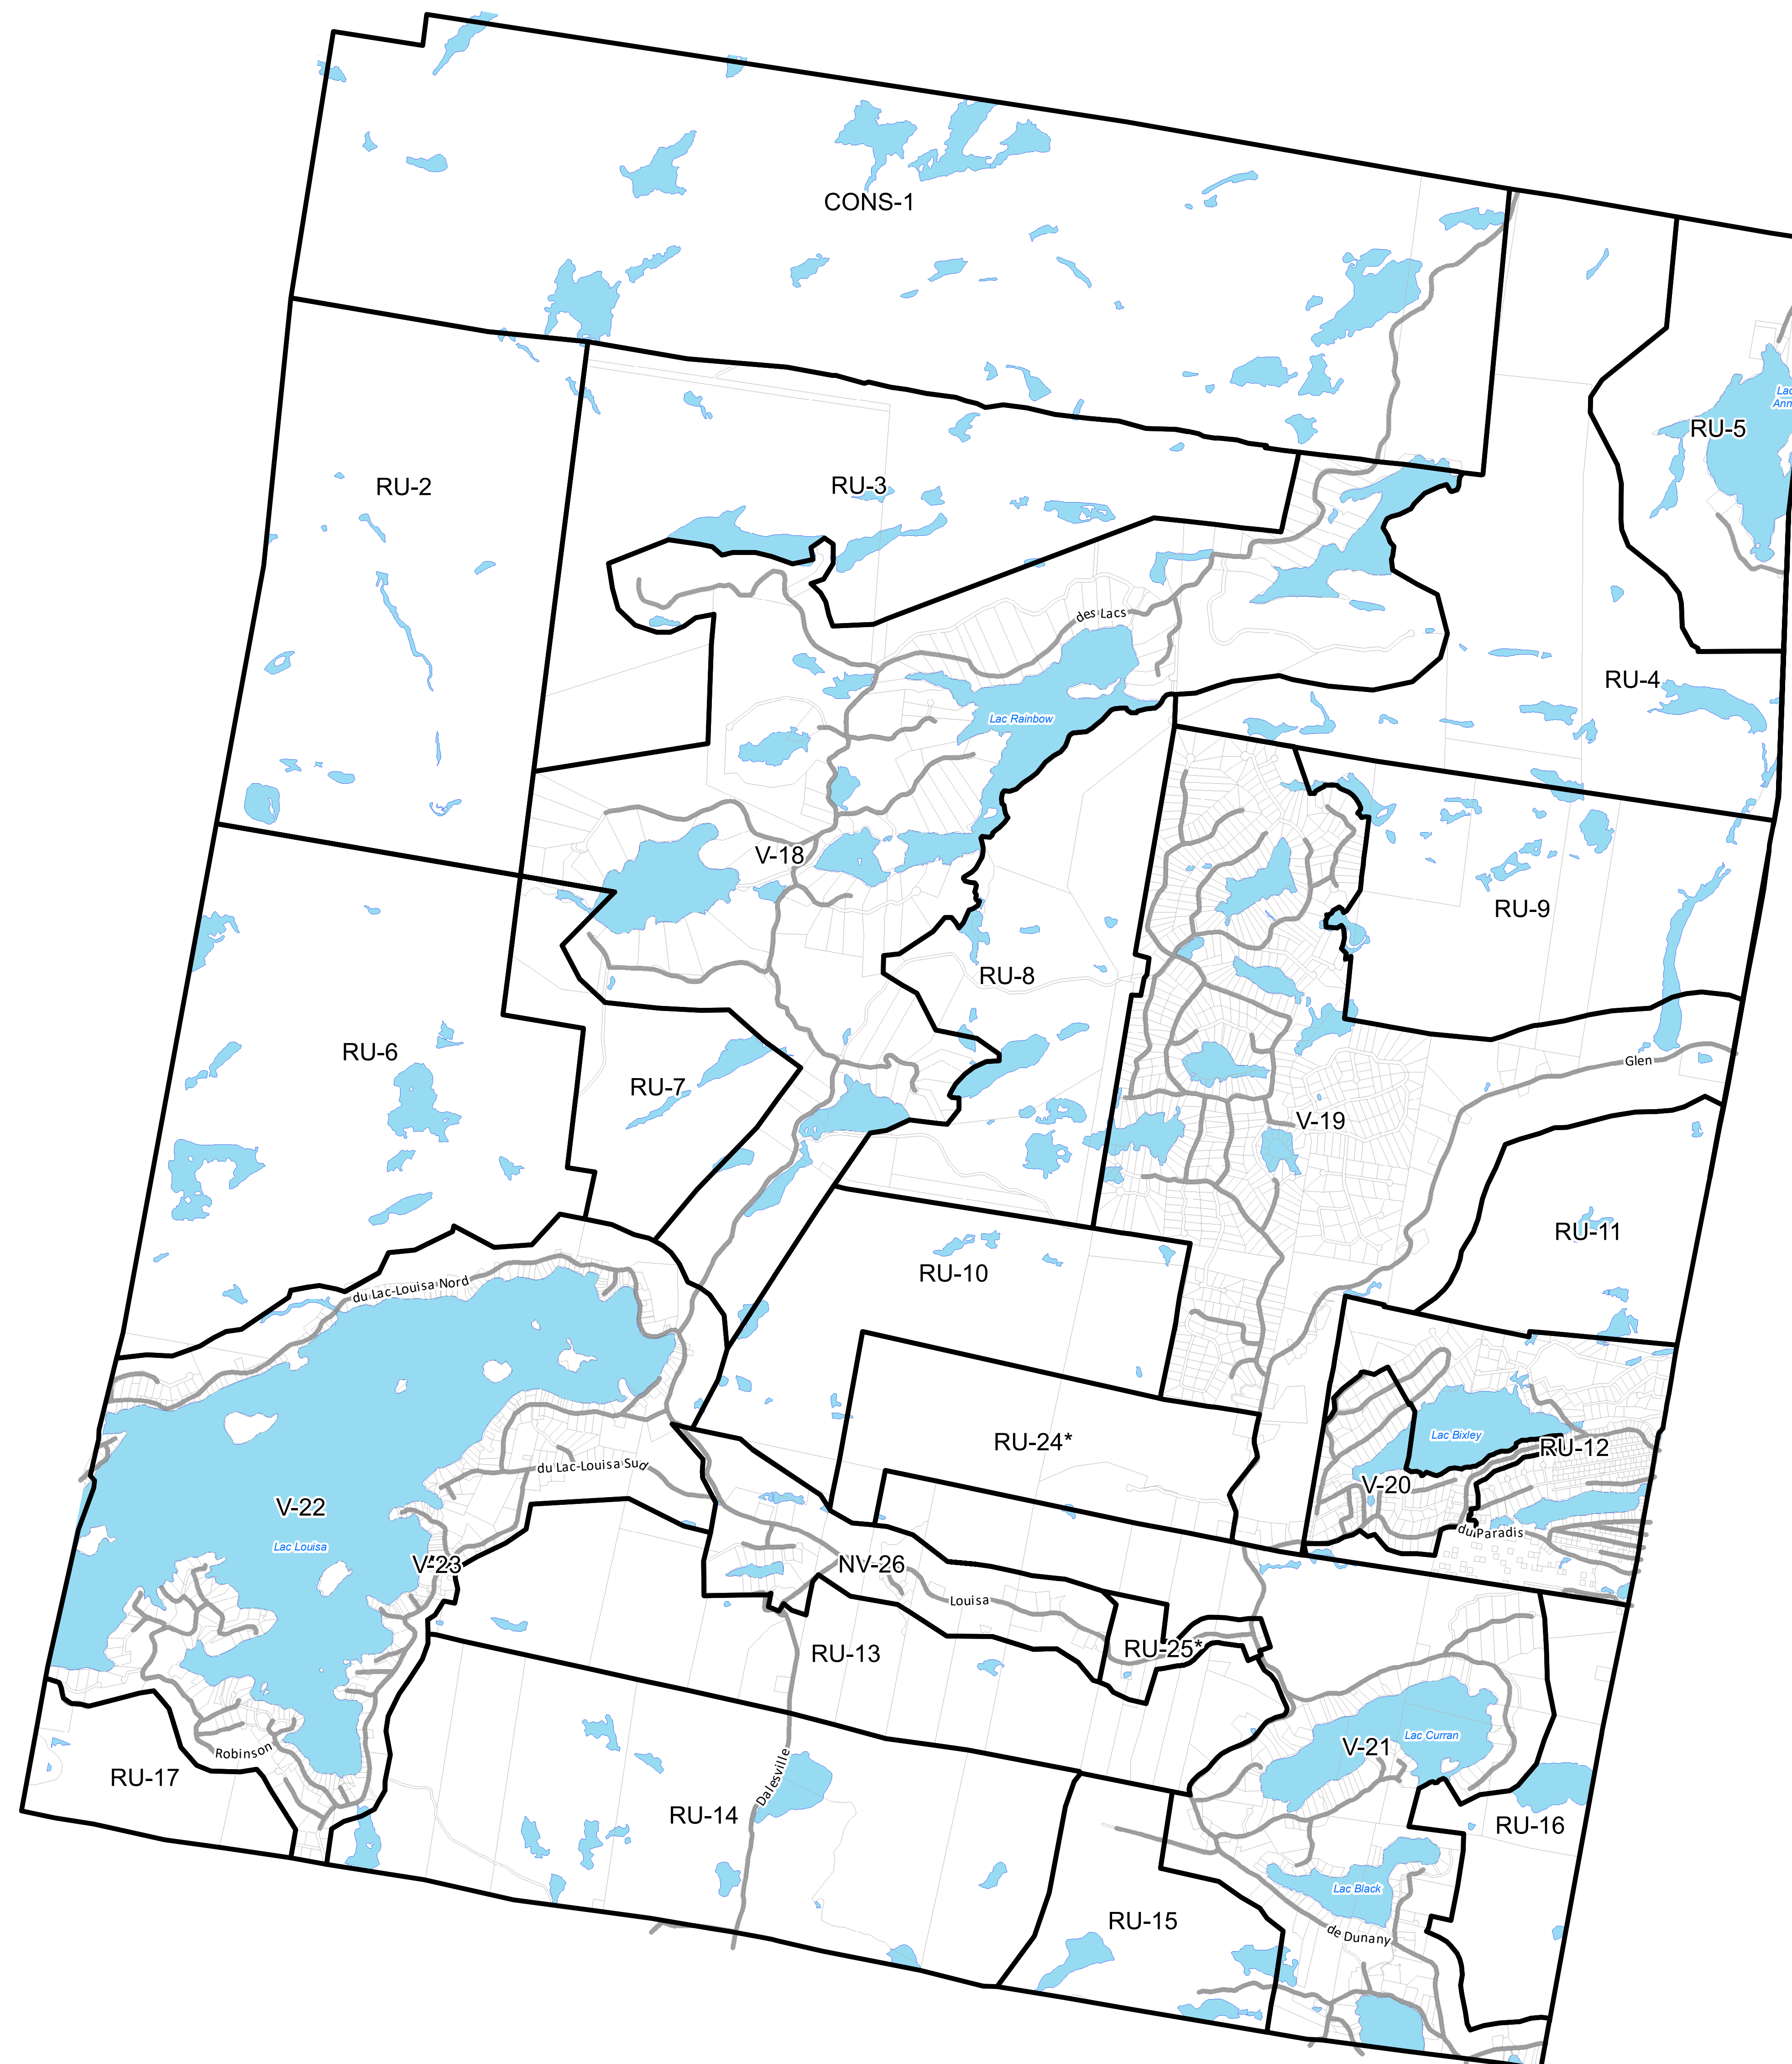 CONS-1
Lac
Ann
RU-5
RU-2
RU-3
des Lacs
RU-4
Lac Rainbow
V-18
RU-9
RU-8
RU-6
Glen
RU-7
V-19
RU-11
RU-10
du Lac-Louisa Nord
Lac Bixley
RU-24*
RU-12
du Lac-Louisa Sud
V-20
V-22
du Paradis
Lac Louisa
V-23
NV-26
Louisa
RU-13
RU-25*
Lac Curran
V-21
Robinson
RU-17
Dalesville
RU-14
RU-16
Lac Black
RU-15
de Dunany